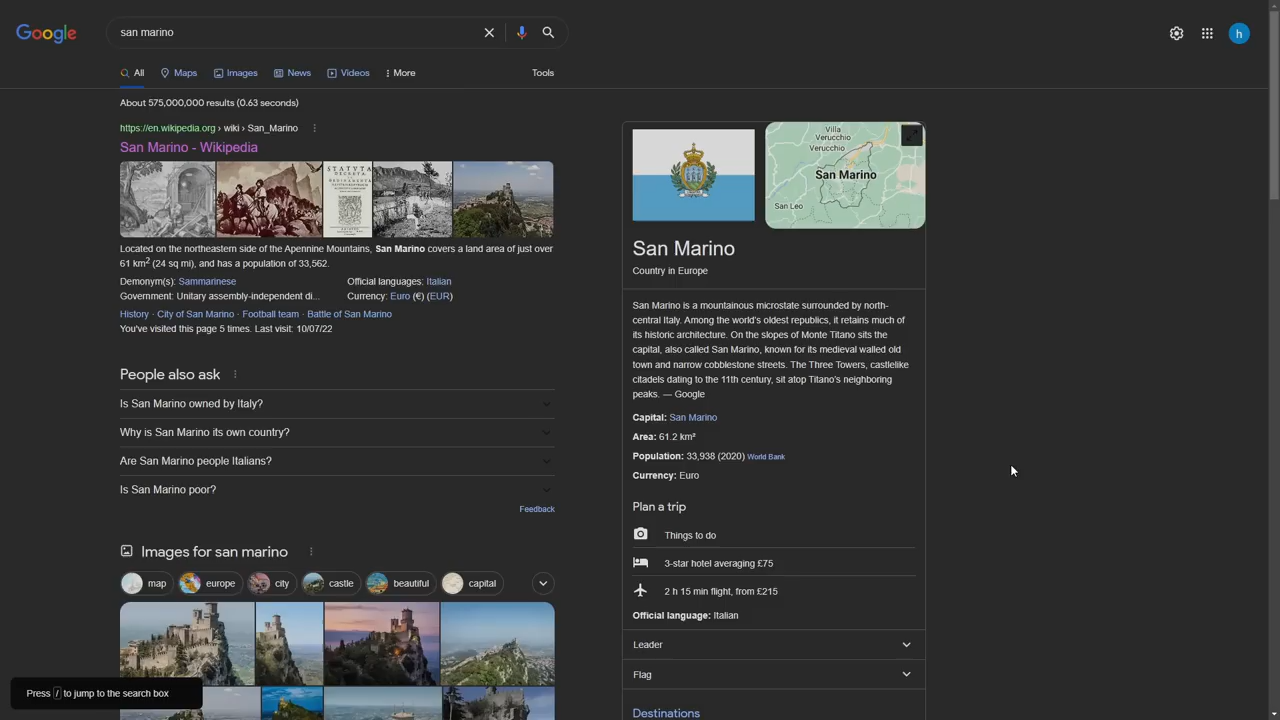 Google
san marino
h
All
Maps
Images
News
Videos
More
Tools
About 575,000,000 results (0.63 seconds)
https://en.wikipedia.org › wiki › San_Marino
San Marino - Wikipedia
STATVTA
Located on the northeastern side of the Apennine Mountains, San Marino covers a land area of just over
61 km² (24 sq mi), and has a population of 33,562.
Demonym(s): Sammarinese
Official languages: Italian
Government: Unitary assembly-independent di...
Currency: Euro (€) (EUR)
History · City of San Marino · Football team · Battle of San Marino
You've visited this page 5 times. Last visit: 10/07/22
People also ask
Is San Marino owned by Italy?
Why is San Marino its own country?
Are San Marino people Italians?
Is San Marino poor?
Feedback
Images for san marino
map
europe
city
castle
beautiful
capital
Press / to jump to the search box
Villa
Verucchio
Verucchio
San Marino
San Leo
San Marino
Country in Europe
San Marino is a mountainous microstate surrounded by north-
central Italy. Among the world's oldest republics, it retains much of
its historic architecture. On the slopes of Monte Titano sits the
capital, also called San Marino, known for its medieval walled old
town and narrow cobblestone streets. The Three Towers, castlelike
citadels dating to the 11th century, sit atop Titano's neighboring
peaks. — Google
Capital: San Marino
Area: 61.2 km²
Population: 33,938 (2020) World Bank
Currency: Euro
Plan a trip
Things to do
3-star hotel averaging £75
2 h 15 min flight, from £215
Official language: Italian
Leader
Flag
Destinations